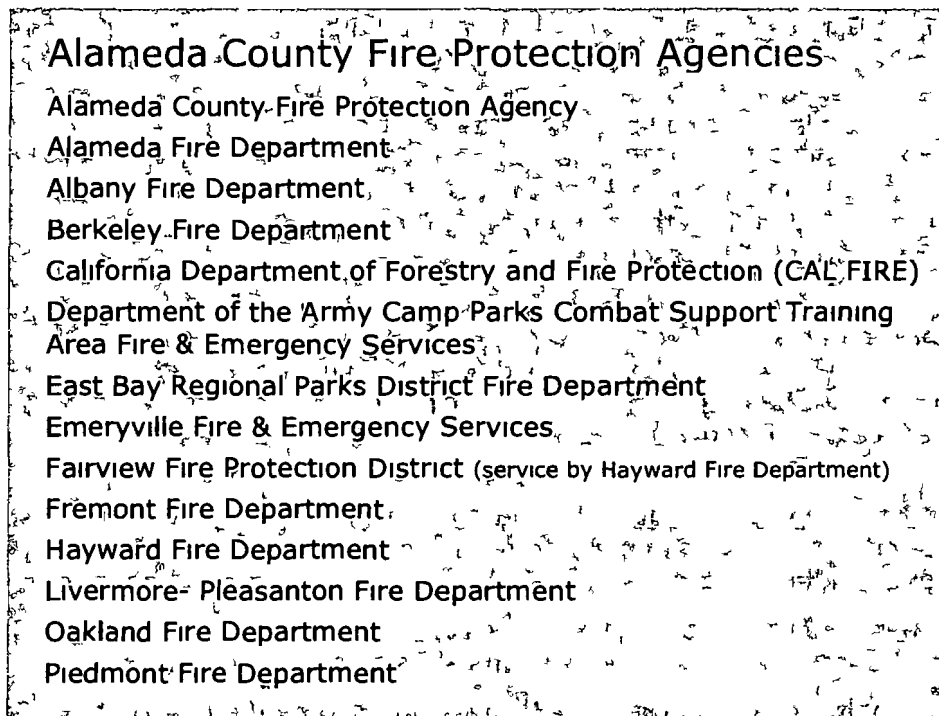 Alameda County Fire Protection Agencies
Alameda County Fire Protection Agency
Alameda Fire Department
Albany Fire Department
Berkeley Fire Department
California Department of Forestry and Fire Protection (CAL FIRE)
Department of the Army Camp Parks Combat Support Training
Area Fire & Emergency Services
East Bay Regional Parks District Fire Department
Emeryville Fire & Emergency Services
Fairview Fire Protection District (service by Hayward Fire Department)
Fremont Fire Department
Hayward Fire Department
Livermore- Pleasanton Fire Department
Oakland Fire Department
Piedmont Fire Department